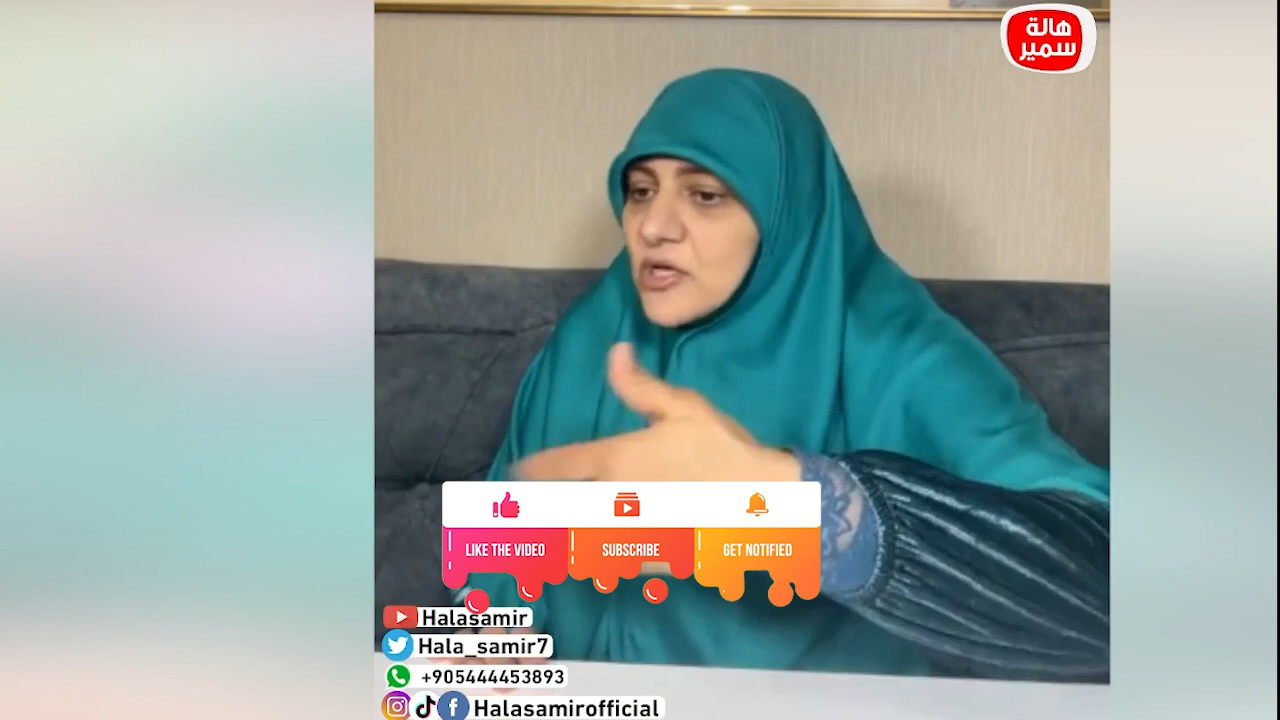 هالة
سمير
LIKE THE VIDEO
SUBSCRIBE
GET NOTIFIED
Halasamir
Hala_samir7
+905444453893
Halasamirofficial